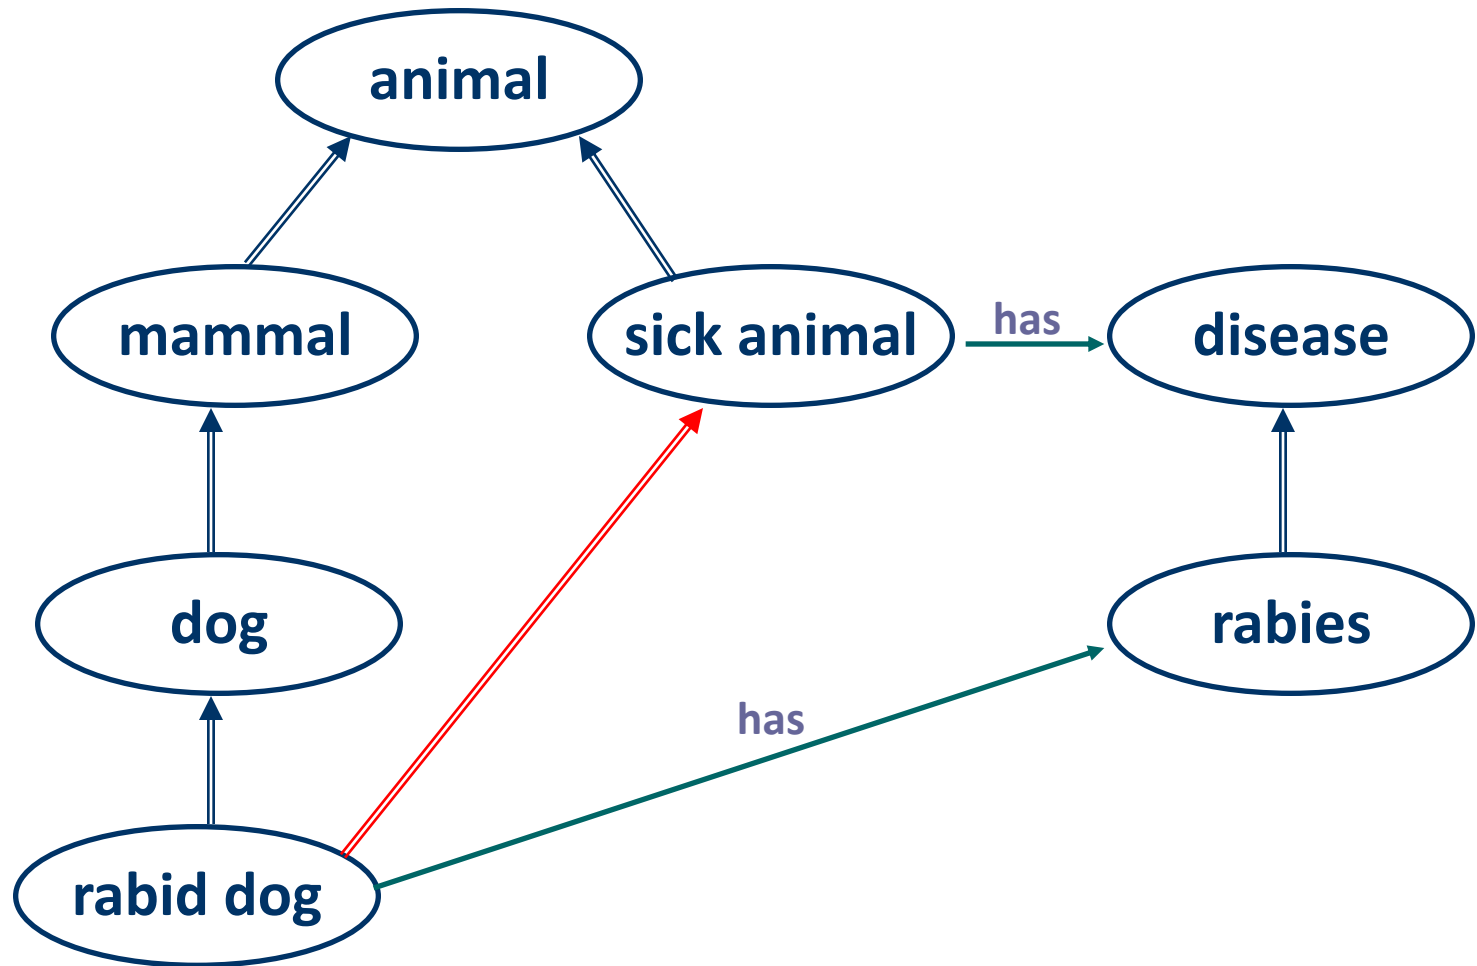 animal
mammal
sick animal
has
disease
dog
rabies
has
rabid dog